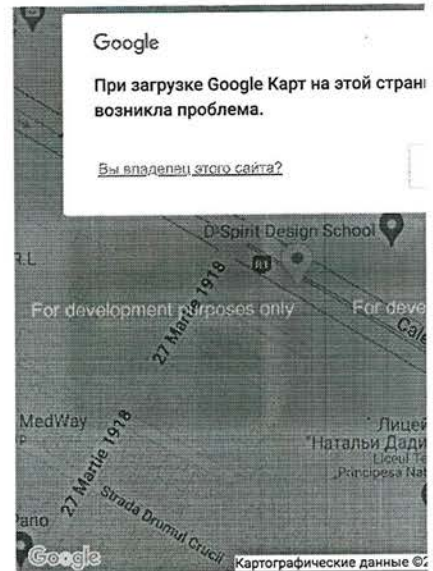 Google
При загрузке Google Карт на этой стран
возникла проблема.
Вы владелец этого сайта?
D-Spirit Design School
R.L
R1
27 Martie 1918
For development purposes only
For deve
Cale
MedWay
27 Martie 1918
Лицей
Натальи Дади
Liceul Te
„Principesa Nat
Strada Drumul Crucii
Pano
Google
Картографические данные ©2